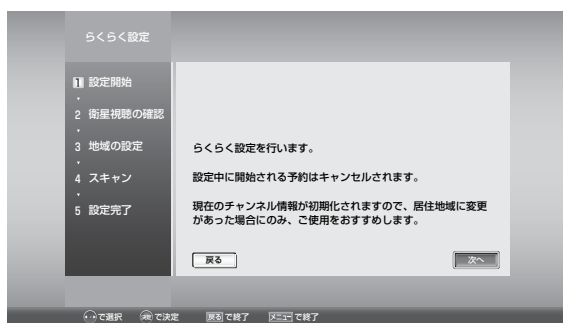 らくらく設定
1 設定開始
2 衛星視聴の確認
3 地域の設定
4 スキャン
5 設定完了
らくらく設定を行います。
設定中に開始される予約はキャンセルされます。
現在のチャンネル情報が初期化されますので、居住地域に変更
があった場合にのみ、ご使用をおすすめします。
戻る 次へ
で選択 決定 で決定 戻る で終了 メニュー で終了